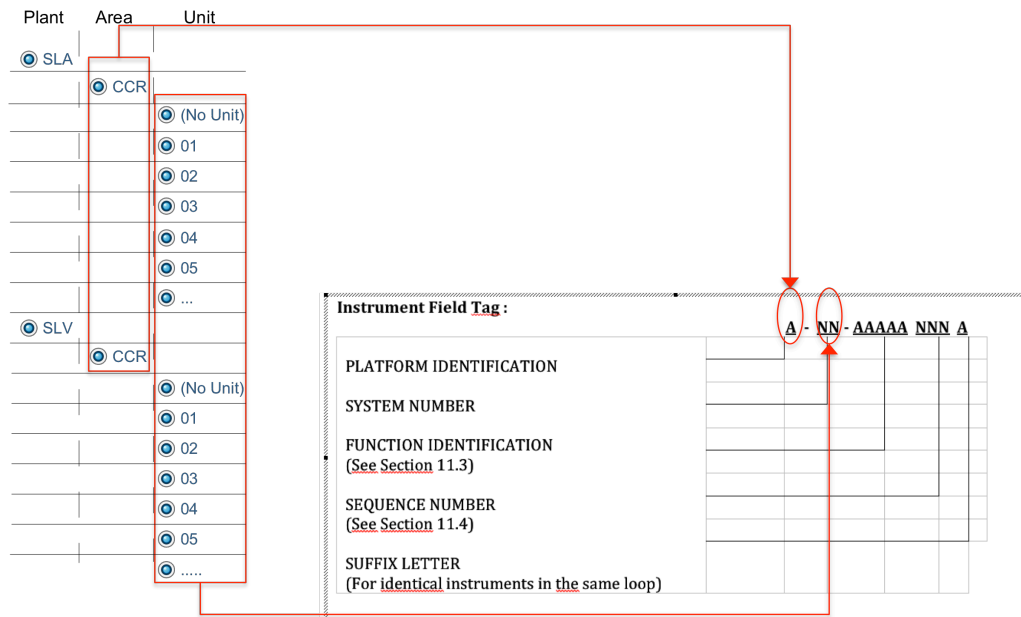 Plant Area Unit
SLA
CCR
(No Unit)
01
02
03
04
05
...
SLV
CCR
(No Unit)
01
02
03
04
05
.....
Instrument Field Tag :
A - NN - AAAAA NNN A
PLATFORM IDENTIFICATION
SYSTEM NUMBER
FUNCTION IDENTIFICATION
(See Section 11.3)
SEQUENCE NUMBER
(See Section 11.4)
SUFFIX LETTER
(For identical instruments in the same loop)